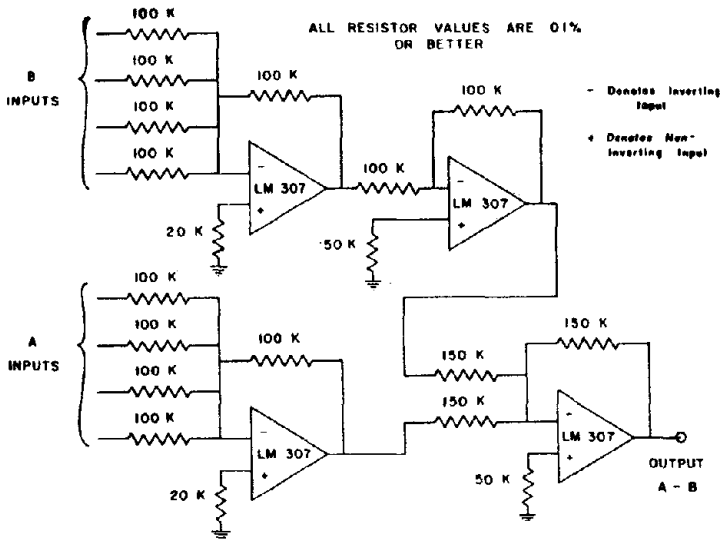 ALL RESISTOR VALUES ARE 01%
OR BETTER
B
INPUTS
100 K
100 K
100 K
100 K
100 K
LM 307
-
+
20 K
100 K
100 K
LM 307
-
+
50 K
- Denotes Inverting
Input
+ Denotes Non-
Inverting Input
A
INPUTS
100 K
100 K
100 K
100 K
100 K
LM 307
-
+
20 K
150 K
150 K
150 K
LM 307
-
+
50 K
OUTPUT
A - B